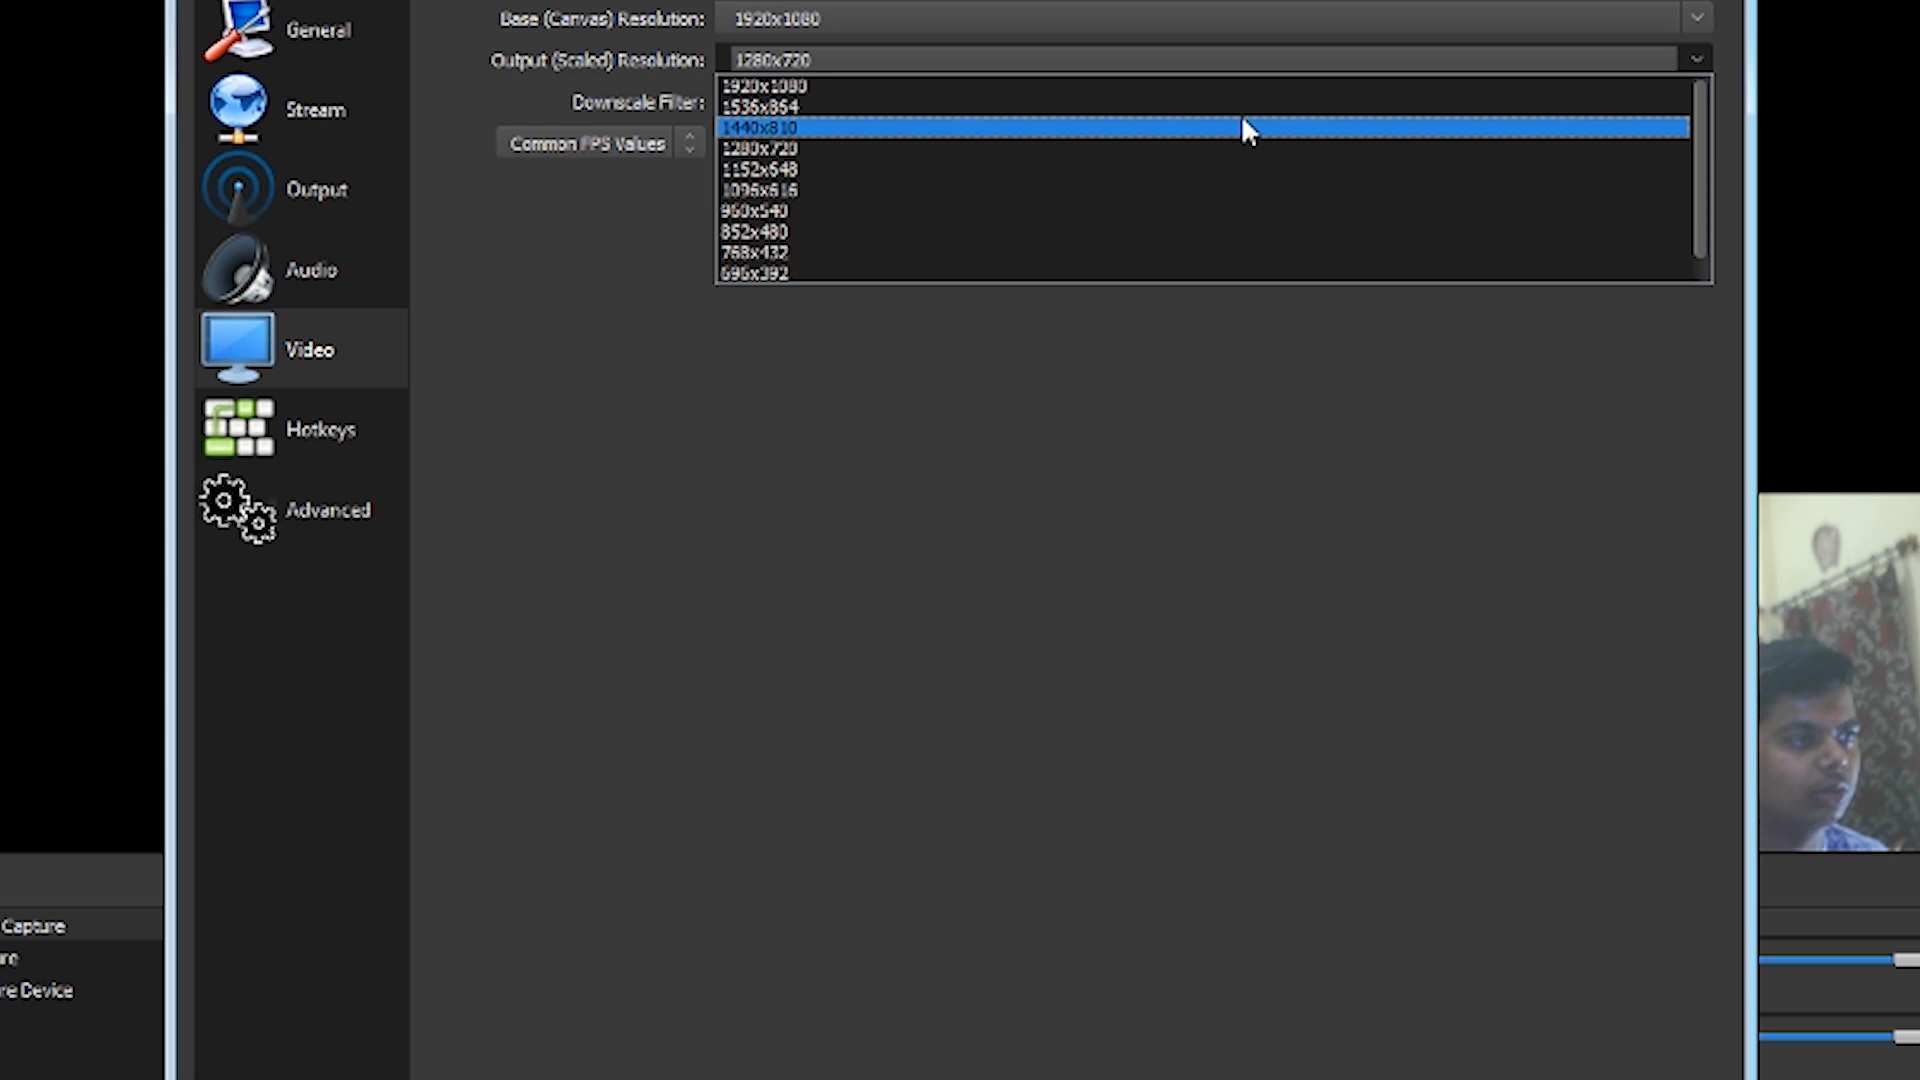 General
Stream
Output
Audio
Video
Hotkeys
Advanced
Base (Canvas) Resolution: 1920x1080
Output (Scaled) Resolution: 1280x720
Downscale Filter:
Common FPS Values
1920x1080
1536x864
1440x810
1280x720
1152x648
1096x616
960x540
852x480
768x432
696x392
Capture
re
re Device